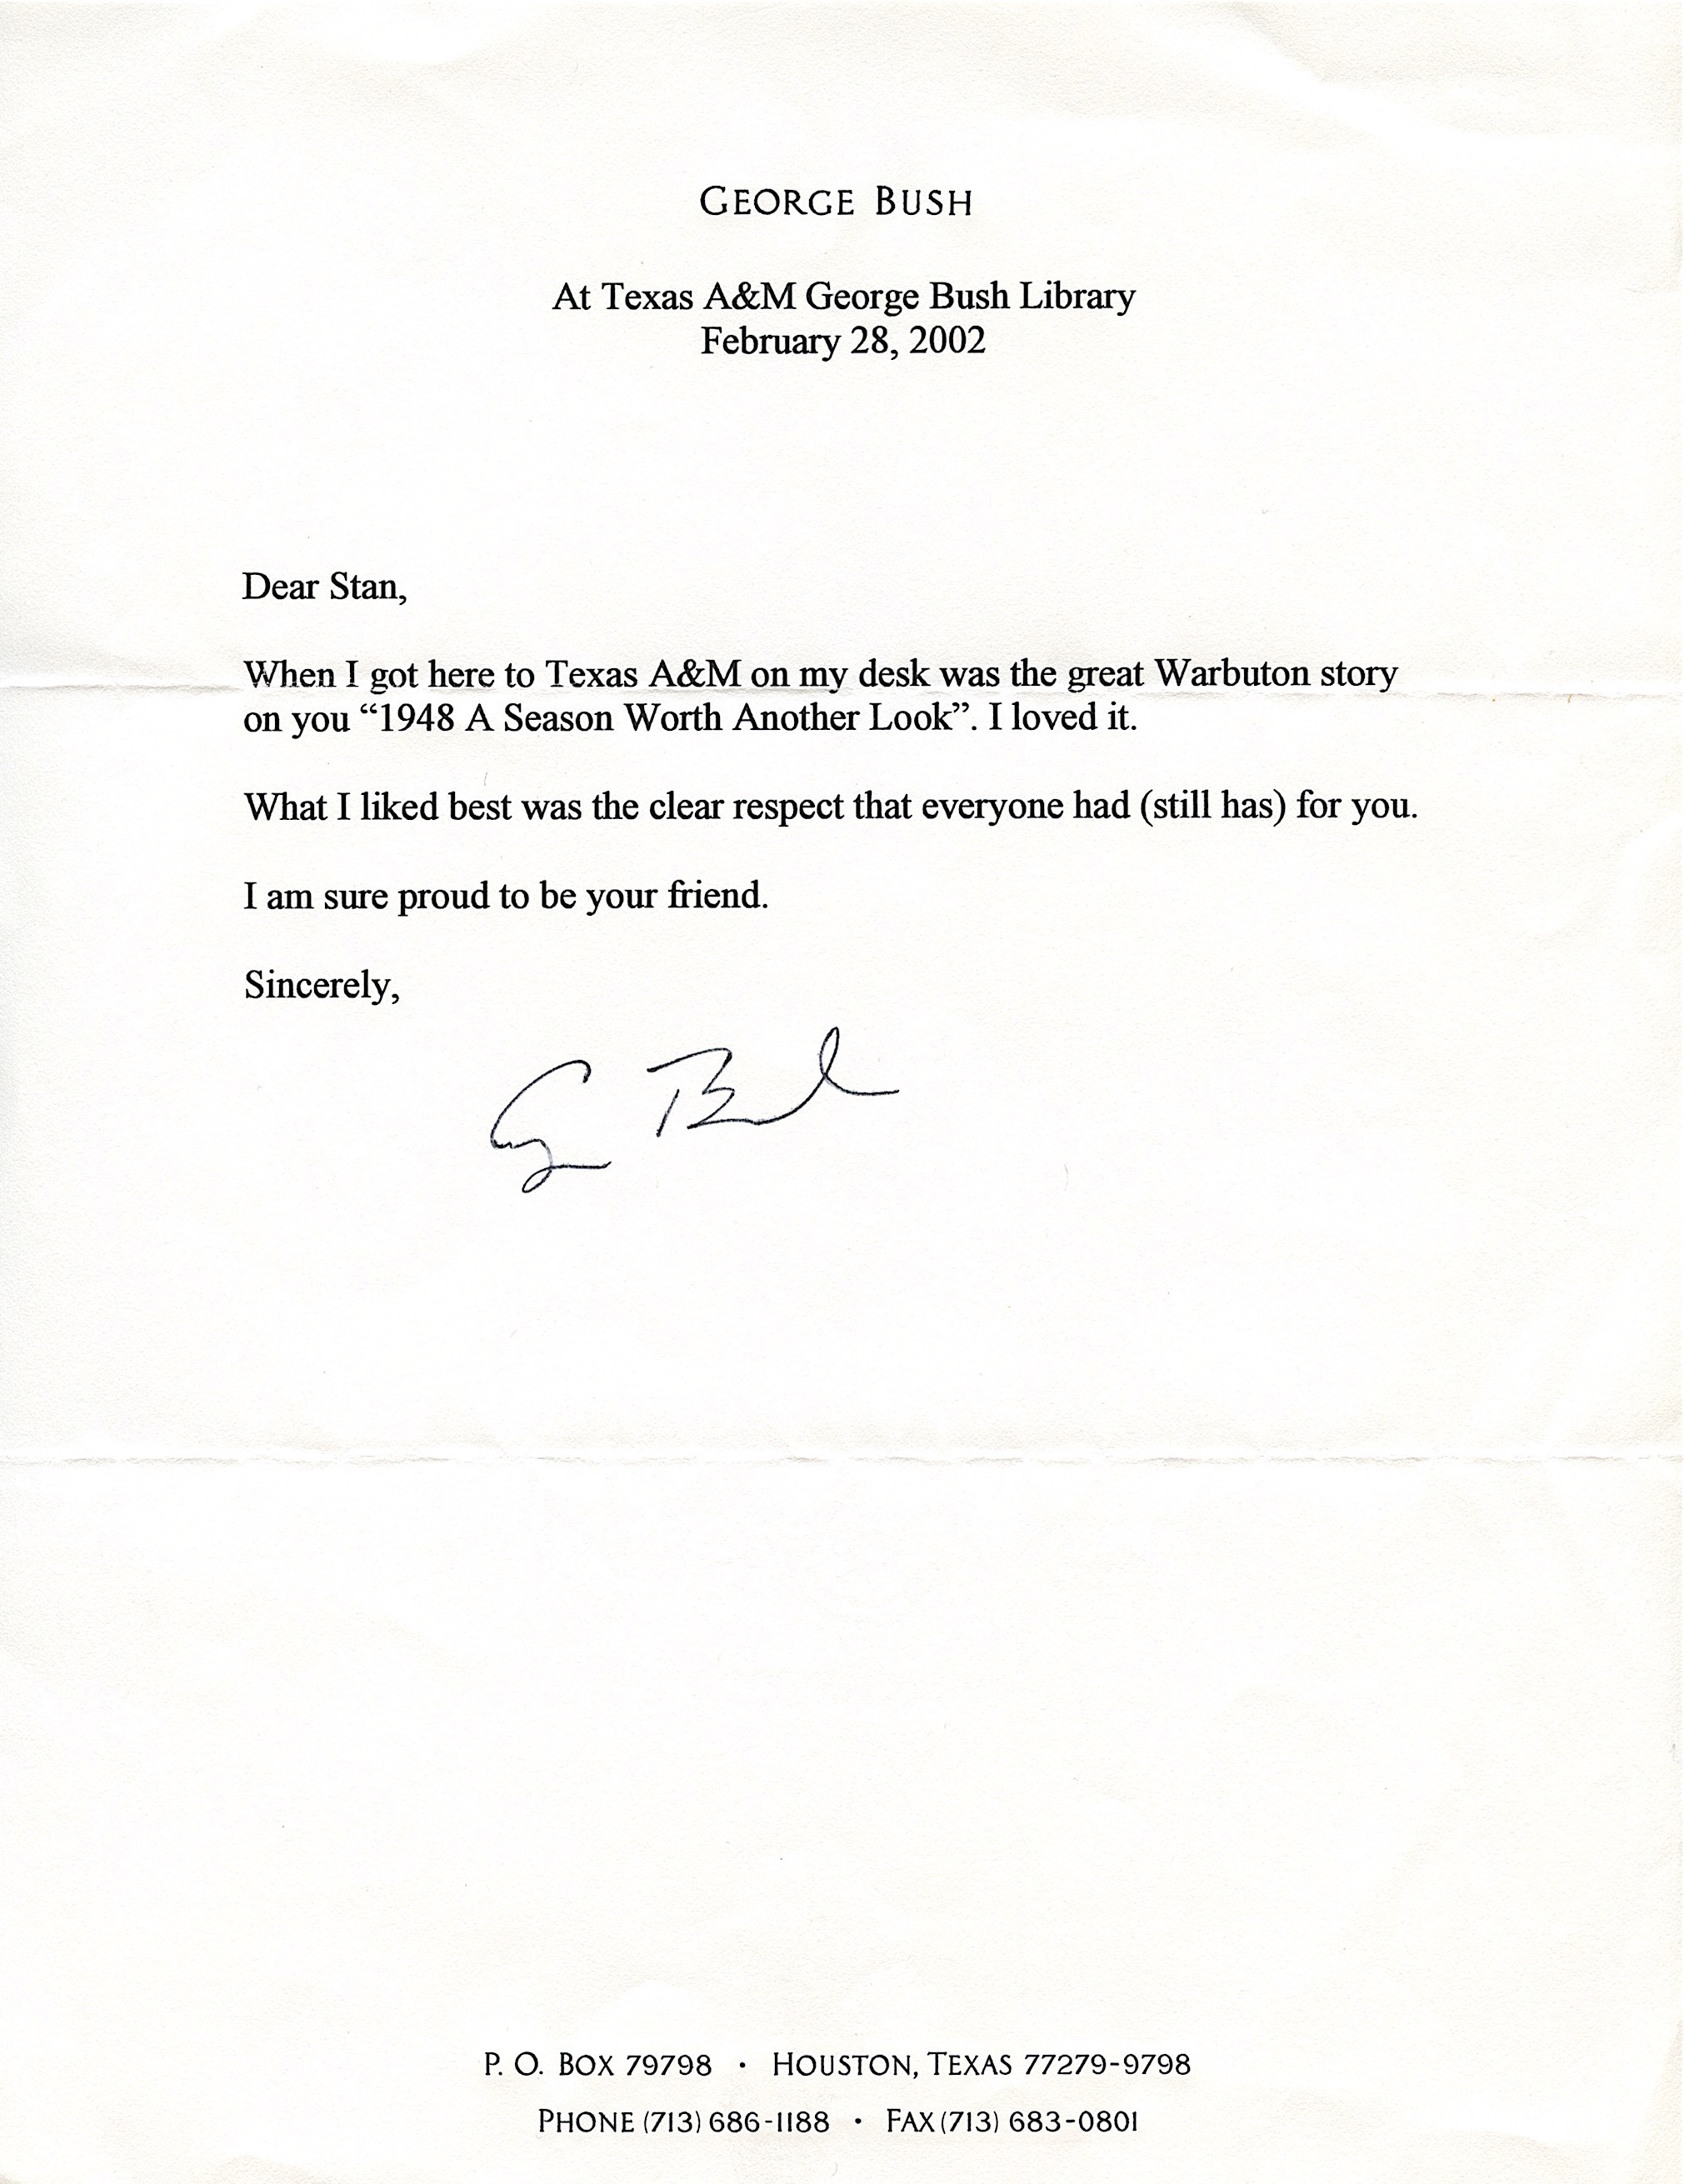 GEORGE BUSH
At Texas A&M George Bush Library
February 28, 2002
Dear Stan,
When I got here to Texas A&M on my desk was the great Warbuton story
on you “1948 A Season Worth Another Look”. I loved it.
What I liked best was the clear respect that everyone had (still has) for you.
I am sure proud to be your friend.
Sincerely,
George Bush
P. O. BOX 79798 · HOUSTON, TEXAS 77279-9798
PHONE (713) 686-1188 · FAX (713) 683-0801